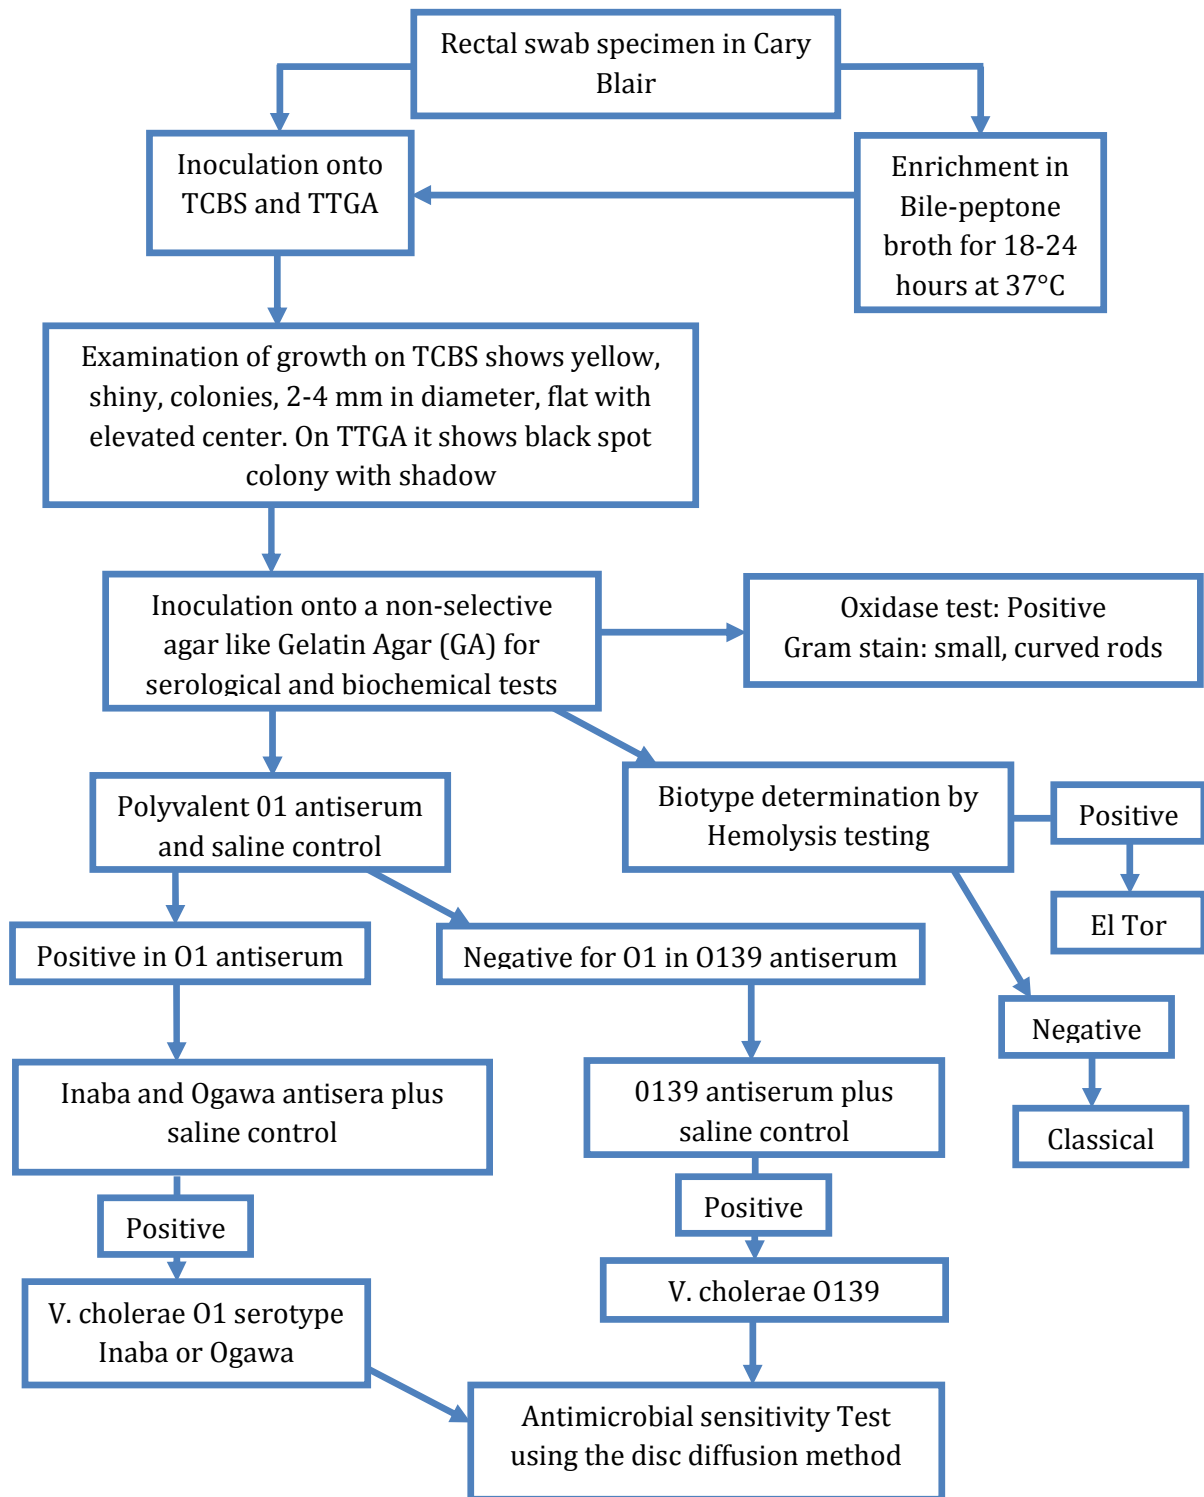 Rectal swab specimen in Cary
Blair
Inoculation onto
TCBS and TTGA
Enrichment in
Bile-peptone
broth for 18-24
hours at 37°C
Examination of growth on TCBS shows yellow,
shiny, colonies, 2-4 mm in diameter, flat with
elevated center. On TTGA it shows black spot
colony with shadow
Inoculation onto a non-selective
agar like Gelatin Agar (GA) for
serological and biochemical tests
Oxidase test: Positive
Gram stain: small, curved rods
Polyvalent 01 antiserum
and saline control
Biotype determination by
Hemolysis testing
Positive
El Tor
Positive in O1 antiserum
Negative for O1 in O139 antiserum
Negative
Classical
Inaba and Ogawa antisera plus
saline control
0139 antiserum plus
saline control
Positive
Positive
V. cholerae O1 serotype
Inaba or Ogawa
V. cholerae O139
Antimicrobial sensitivity Test
using the disc diffusion method